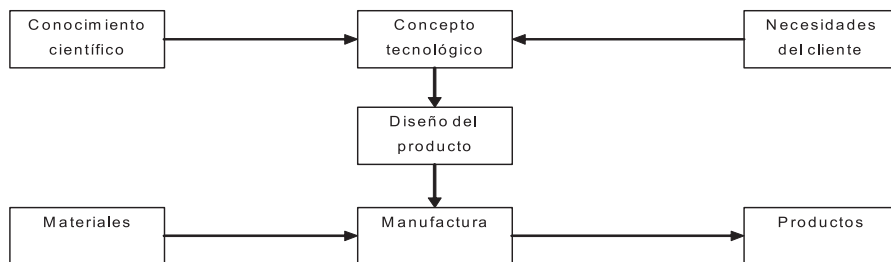 Conocimiento
científico
Concepto
tecnológico
Necesidades
del cliente
Diseño del
producto
Materiales
Manufactura
Productos